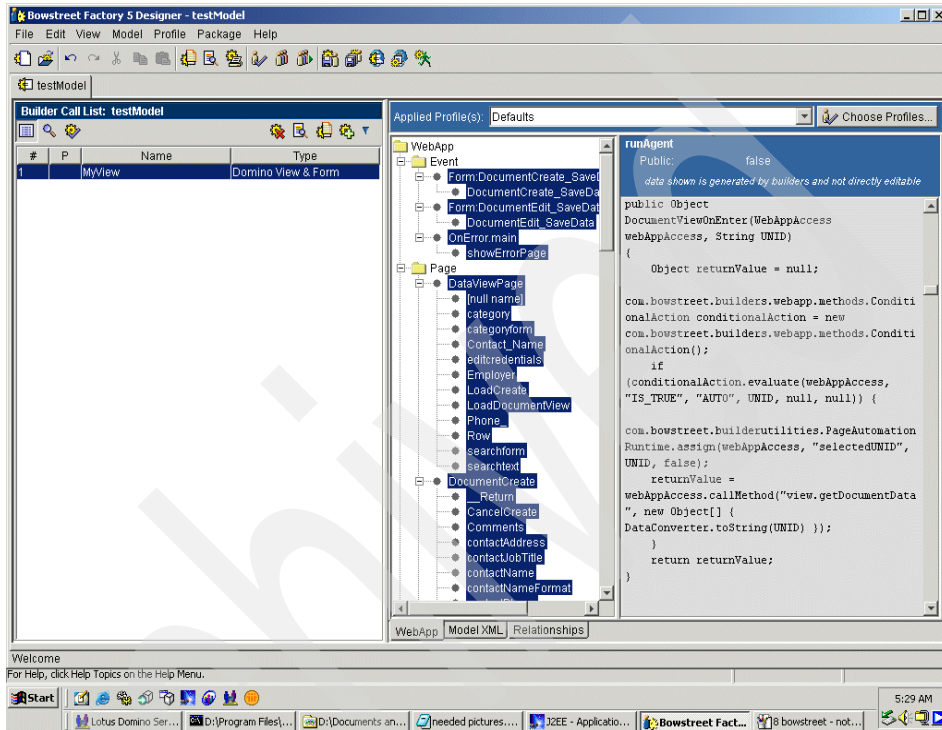 Bowstreet Factory 5 Designer - testModel
File Edit View Model Profile Package Help
testModel
Builder Call List: testModel
# P Name Type
1 MyView Domino View & Form
Applied Profile(s): Defaults Choose Profiles...
WebApp
Event
Form:DocumentCreate_SaveD
DocumentCreate_SaveDa
Form:DocumentEdit_SaveDat
DocumentEdit_SaveData
OnError.main
showErrorPage
Page
DataViewPage
[null name]
category
categoryform
Contact_Name
editcredentials
Employer
LoadCreate
LoadDocumentView
Phone_
Row
searchform
searchtext
DocumentCreate
__Return
CancelCreate
Comments
contactAddress
contactJobTitle
contactName
contactNameFormat
WebApp Model XML Relationships
runAgent
Public: false
data shown is generated by builders and not directly editable
public Object
DocumentViewOnEnter(WebAppAccess
webAppAccess, String UNID)
{
Object returnValue = null;
com.bowstreet.builders.webapp.methods.Conditi
onalAction conditionalAction = new
com.bowstreet.builders.webapp.methods.Conditi
onalAction();
if
(conditionalAction.evaluate(webAppAccess,
"IS_TRUE", "AUTO", UNID, null, null)) {
com.bowstreet.builderutilities.PageAutomation
Runtime.assign(webAppAccess, "selectedUNID",
UNID, false);
returnValue =
webAppAccess.callMethod("view.getDocumentData
", new Object[] {
DataConverter.toString(UNID) });
}
return returnValue;
}
Welcome
For Help, click Help Topics on the Help Menu.
Start 5:29 AM
Lotus Domino Ser... D:\Program Files\... D:\Documents an... needed pictures.... J2EE - Applicatio... Bowstreet Fact... 8 bowstreet - not...